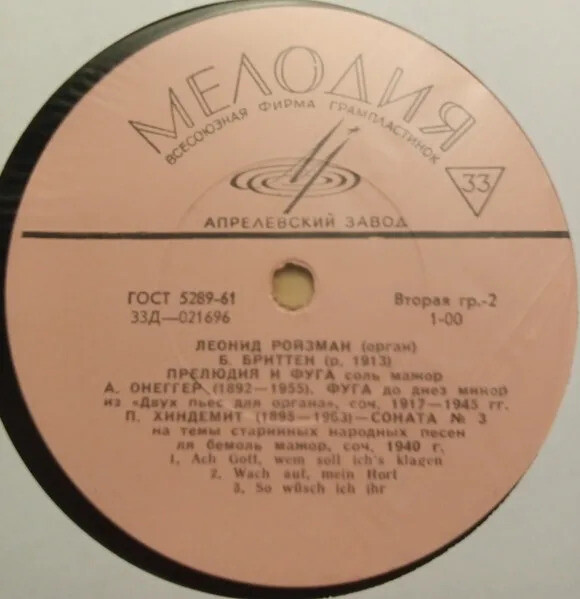 МЕЛОДИЯ
ВСЕСОЮЗНАЯ ФИРМА ГРАМПЛАСТИНОК
33
АПРЕЛЕВСКИЙ ЗАВОД
ГОСТ 5289-61
Вторая гр.-2
33Д—021696
1-00
ЛЕОНИД РОЙЗМАН (орган)
Б. БРИТТЕН (р. 1913)
ПРЕЛЮДИЯ И ФУГА соль мажор
А. ОНЕГГЕР (1892—1955). ФУГА до диез минор
из «Двух пьес для органа», соч. 1917—1945 гг.
П. ХИНДЕМИТ (1895—1963)—СОНАТА № 3
на темы старинных народных песен
ля бемоль мажор, соч. 1940 г.
1. Ach Gott, wem soll ich's klagen
2. Wach auf, mein Hort
3. So wüsch ich ihr